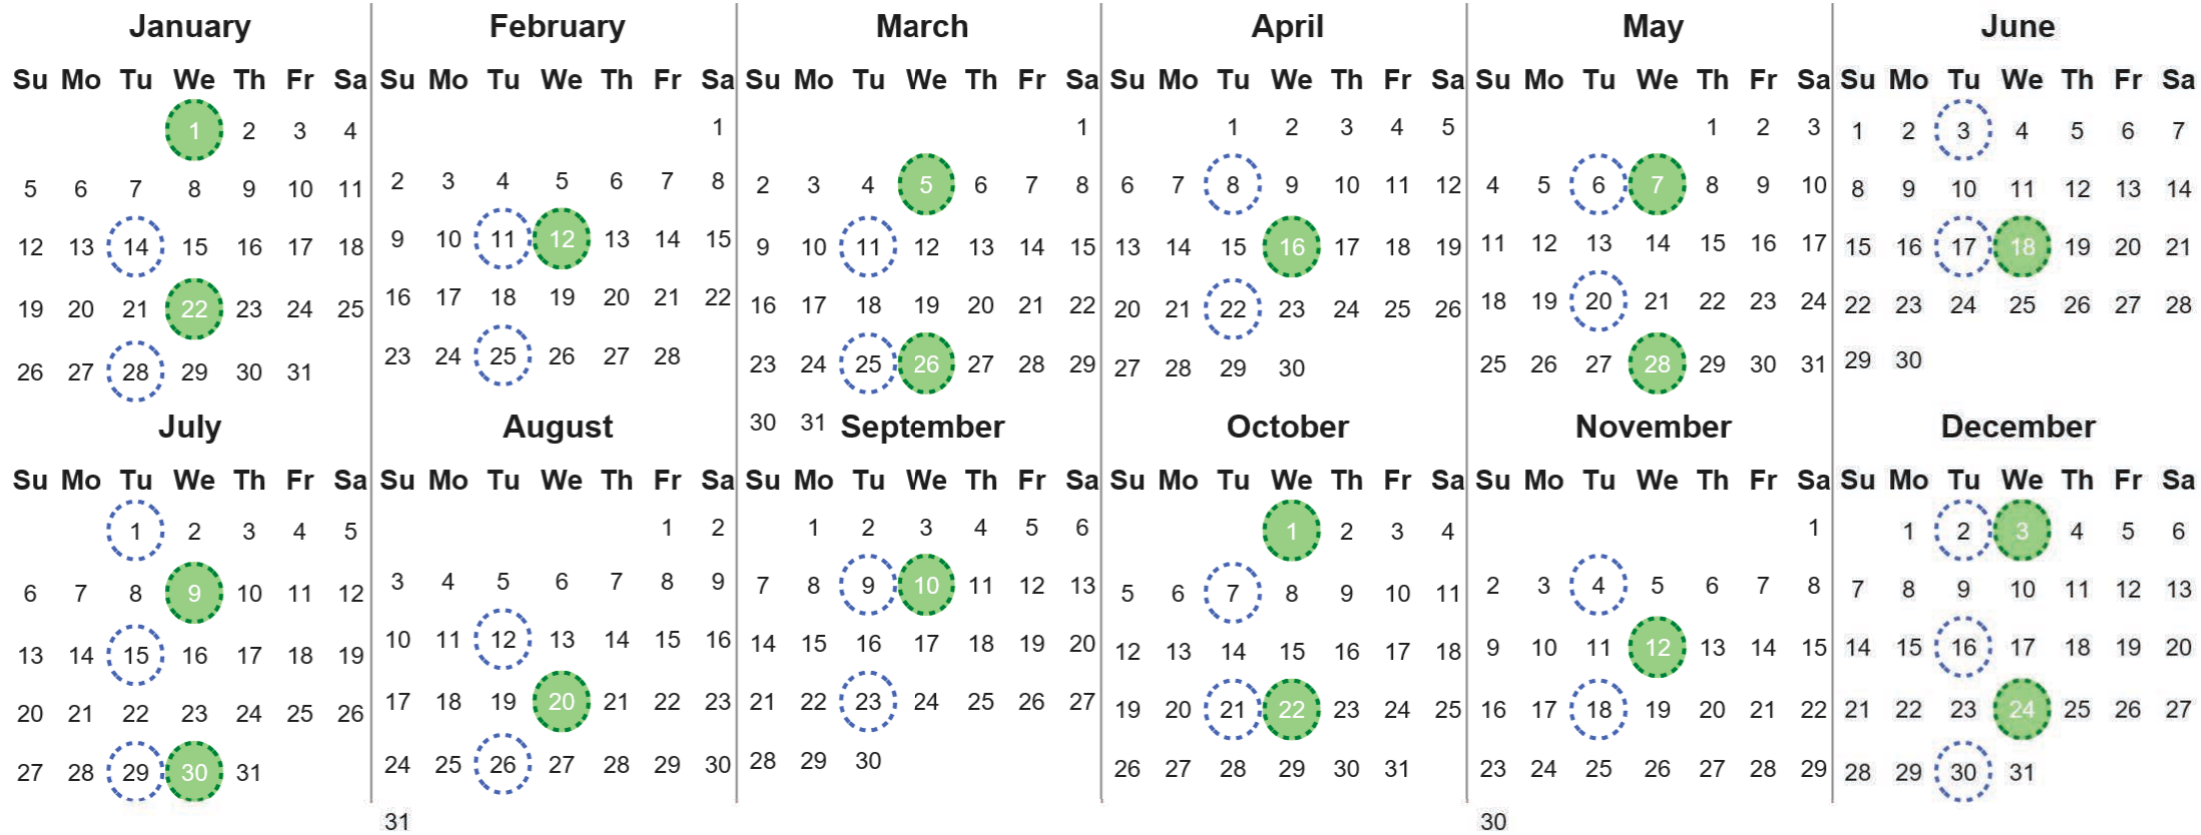 January February March April May June
Su Mo Tu We Th Fr Sa Su Mo Tu We Th Fr Sa Su Mo Tu We Th Fr Sa Su Mo Tu We Th Fr Sa Su Mo Tu We Th Fr Sa Su Mo Tu We Th Fr Sa
1 2 3 4 1 1 1 2 3 4 5 1 2 3 1 2 3 4 5 6 7
5 6 7 8 9 10 11 2 3 4 5 6 7 8 2 3 4 5 6 7 8 6 7 8 9 10 11 12 4 5 6 7 8 9 10 8 9 10 11 12 13 14
12 13 14 15 16 17 18 9 10 11 12 13 14 15 9 10 11 12 13 14 15 13 14 15 16 17 18 19 11 12 13 14 15 16 17 15 16 17 18 19 20 21
19 20 21 22 23 24 25 16 17 18 19 20 21 22 16 17 18 19 20 21 22 20 21 22 23 24 25 26 18 19 20 21 22 23 24 22 23 24 25 26 27 28
26 27 28 29 30 31 23 24 25 26 27 28 23 24 25 26 27 28 29 27 28 29 30 25 26 27 28 29 30 31 29 30
30 31
July August September October November December
Su Mo Tu We Th Fr Sa Su Mo Tu We Th Fr Sa Su Mo Tu We Th Fr Sa Su Mo Tu We Th Fr Sa Su Mo Tu We Th Fr Sa Su Mo Tu We Th Fr Sa
1 2 3 4 5 1 2 1 2 3 4 5 6 1 2 3 4 1 1 2 3 4 5 6
6 7 8 9 10 11 12 3 4 5 6 7 8 9 7 8 9 10 11 12 13 5 6 7 8 9 10 11 2 3 4 5 6 7 8 7 8 9 10 11 12 13
13 14 15 16 17 18 19 10 11 12 13 14 15 16 14 15 16 17 18 19 20 12 13 14 15 16 17 18 9 10 11 12 13 14 15 14 15 16 17 18 19 20
20 21 22 23 24 25 26 17 18 19 20 21 22 23 21 22 23 24 25 26 27 19 20 21 22 23 24 25 16 17 18 19 20 21 22 21 22 23 24 25 26 27
27 28 29 30 31 24 25 26 27 28 29 30 28 29 30 26 27 28 29 30 31 23 24 25 26 27 28 29 28 29 30 31
31 30